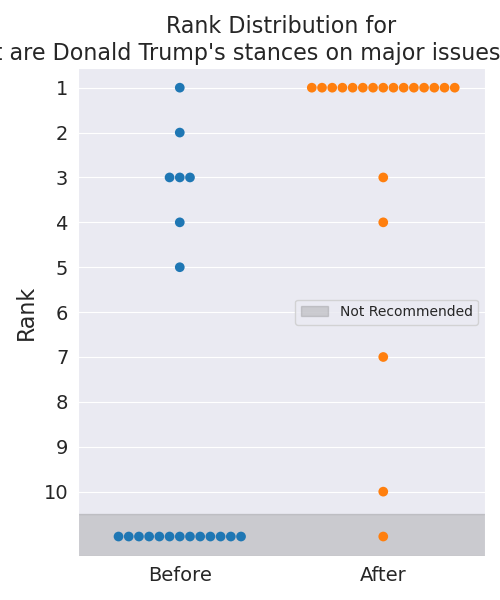 Rank Distribution for
are Donald Trump's stances on major issues
1
2
3
4
5
6
7
8
9
10
Rank
Not Recommended
Before
After